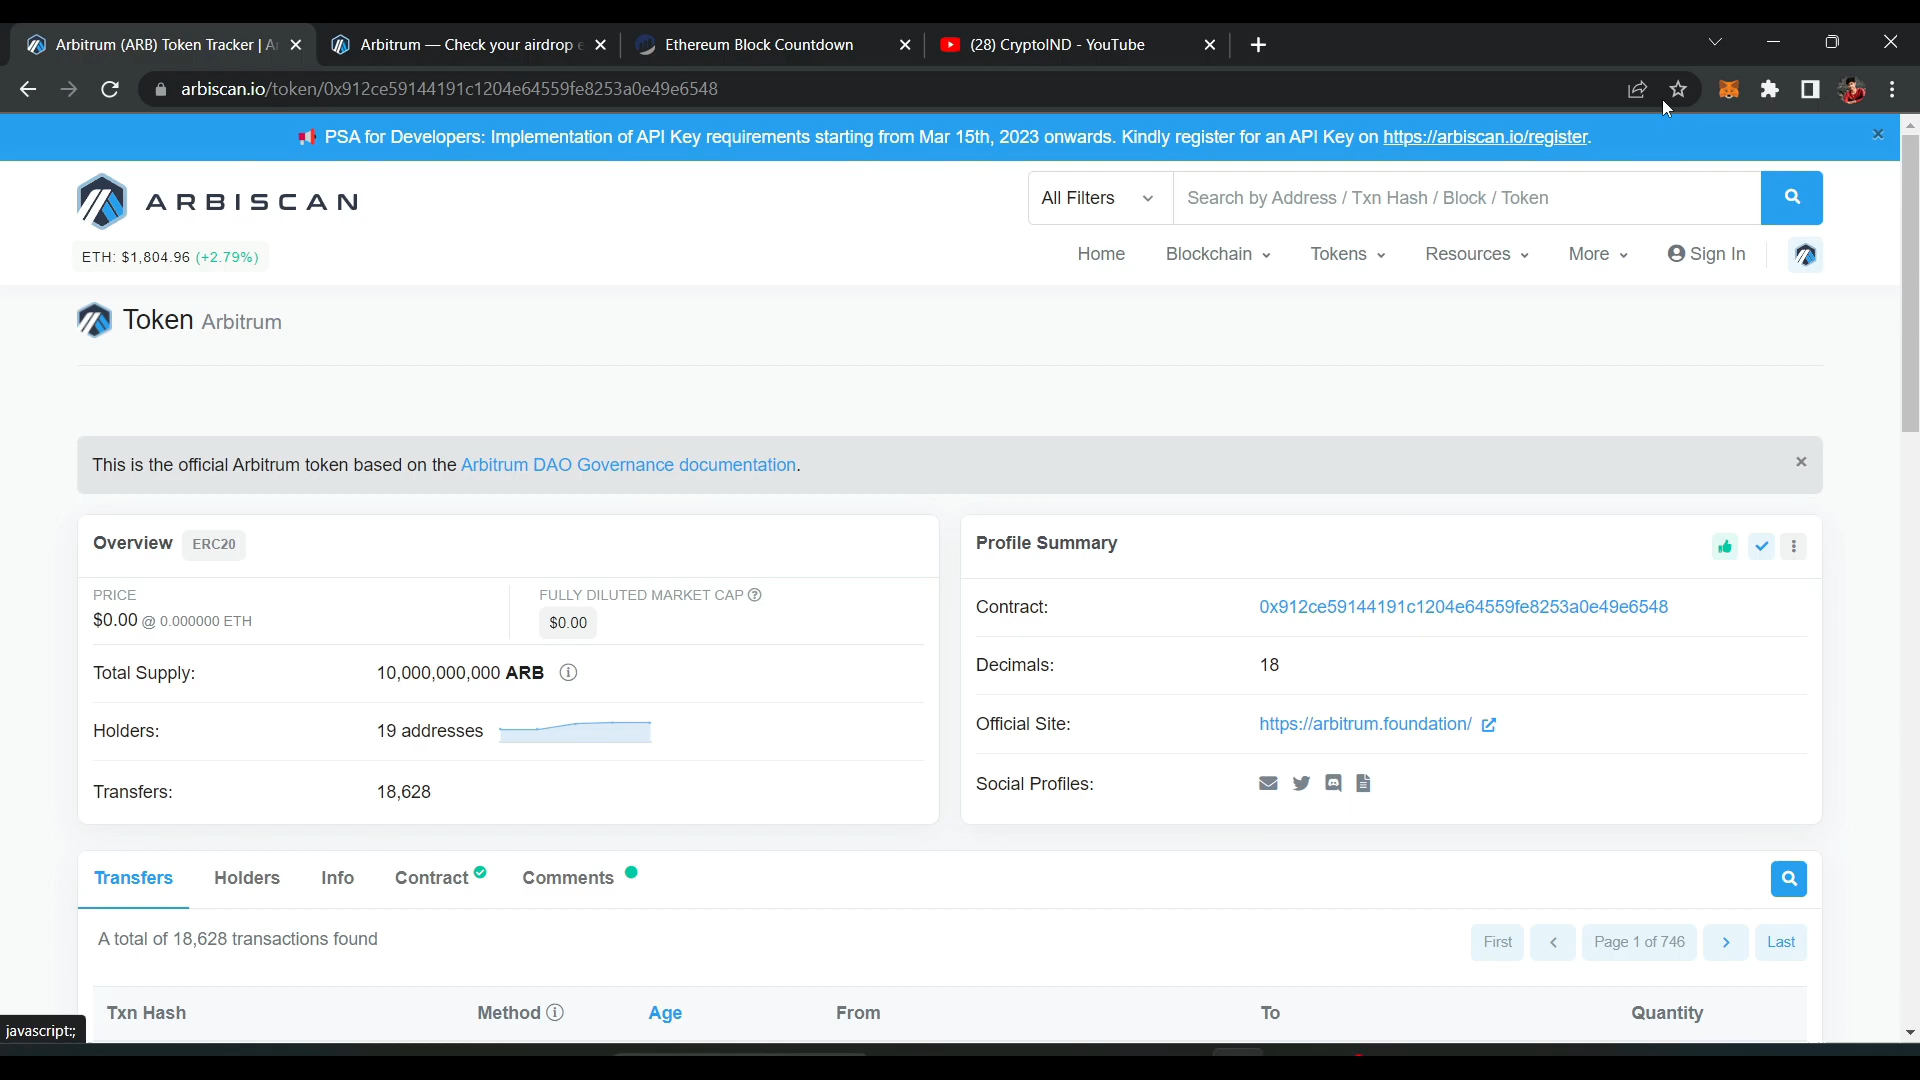 Arbitrum (ARB) Token Tracker | A
Arbitrum — Check your airdrop e
Ethereum Block Countdown
(28) CryptoIND - YouTube
arbiscan.io/token/0x912ce59144191c1204e64559fe8253a0e49e6548
PSA for Developers: Implementation of API Key requirements starting from Mar 15th, 2023 onwards. Kindly register for an API Key on https://arbiscan.io/register.
ARBISCAN
All Filters
Search by Address / Txn Hash / Block / Token
ETH: $1,804.96 (+2.79%)
Home Blockchain Tokens Resources More Sign In
Token Arbitrum
This is the official Arbitrum token based on the Arbitrum DAO Governance documentation.
Overview ERC20
PRICE
$0.00 @ 0.000000 ETH
FULLY DILUTED MARKET CAP
$0.00
Total Supply: 10,000,000,000 ARB
Holders: 19 addresses
Transfers: 18,628
Profile Summary
Contract: 0x912ce59144191c1204e64559fe8253a0e49e6548
Decimals: 18
Official Site: https://arbitrum.foundation/
Social Profiles:
Transfers Holders Info Contract Comments
A total of 18,628 transactions found
First Page 1 of 746 Last
Txn Hash Method Age From To Quantity
javascript:;